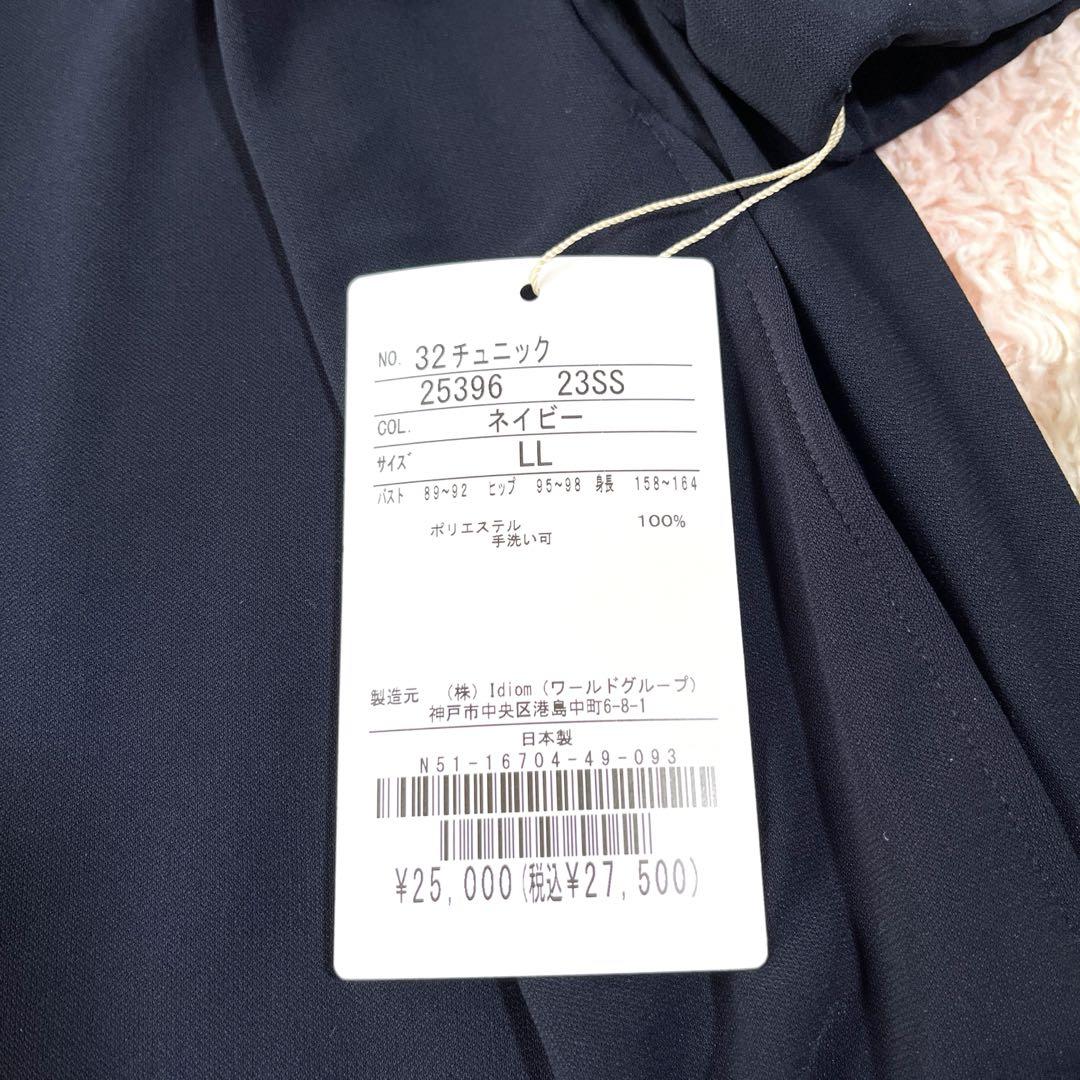 NO. 32チュニック
25396 23SS
COL. ネイビー
サイズ LL
バスト 89~92 ヒップ 95~98 身長 158~164
ポリエステル 100%
手洗い可
製造元 （株）Idiom（ワールドグループ）
神戸市中央区港島中町6-8-1
日本製
N51-16704-49-093
¥25,000(税込¥27,500)